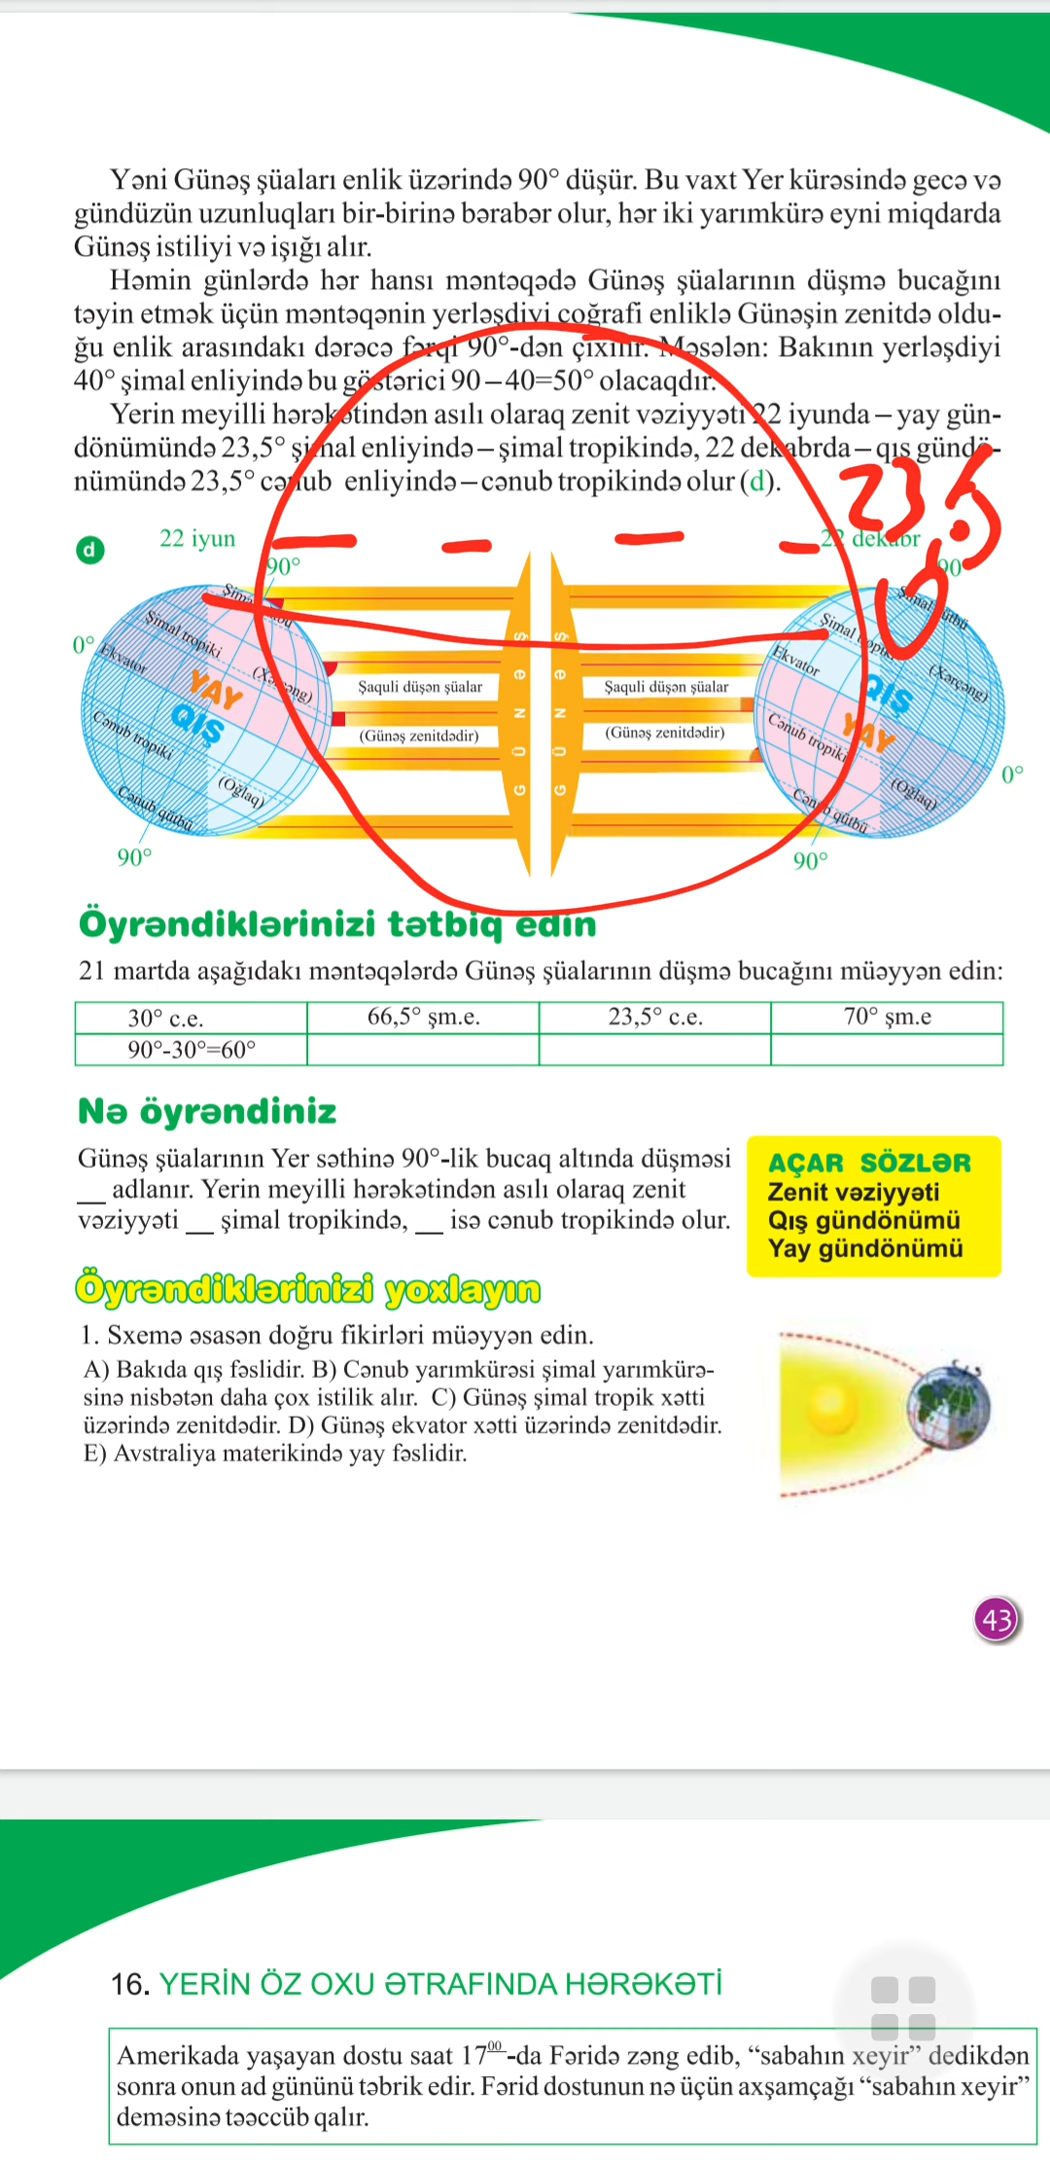 Yəni Günəş şüaları enlik üzərində 90° düşür. Bu vaxt Yer kürəsində gecə və
gündüzün uzunluqları bir-birinə bərabər olur, hər iki yarımkürə eyni miqdarda
Günəş istiliyi və işığı alır.
Həmin günlərdə hər hansı məntəqədə Günəş şüalarının düşmə bucağını
təyin etmək üçün məntəqənin yerləşdiyi coğrafi enliklə Günəşin zenitdə oldu-
ğu enlik arasındakı dərəcə fərqi 90°-dən çıxılır. Məsələn: Bakının yerləşdiyi
40° şimal enliyində bu göstərici 90–40=50° olacaqdır.
Yerin meyilli hərəkətindən asılı olaraq zenit vəziyyəti 22 iyunda – yay gün-
dönümündə 23,5° şimal enliyində – şimal tropikində, 22 dekabrda – qış gündö-
nümündə 23,5° cənub enliyində – cənub tropikində olur (d).
23.5
d
22 iyun
22 dekabr
90°
90°
Şimal qütbü
Şimal tropiki
(Xərçəng)
0°
Ekvator
YAY
QIŞ
Cənub tropiki
(Oğlaq)
Cənub qütbü
90°
Şaquli düşən şüalar
(Günəş zenitdədir)
GÜNƏŞ
GÜNƏŞ
Şaquli düşən şüalar
(Günəş zenitdədir)
Şimal qütbü
Şimal tropiki
(Xərçəng)
Ekvator
QIŞ
YAY
Cənub tropiki
(Oğlaq)
0°
Cənub qütbü
90°
Öyrəndiklərinizi tətbiq edin
21 martda aşağıdakı məntəqələrdə Günəş şüalarının düşmə bucağını müəyyən edin:
30° c.e. 66,5° şm.e. 23,5° c.e. 70° şm.e
90°-30°=60°
Nə öyrəndiniz
Günəş şüalarının Yer səthinə 90°-lik bucaq altında düşməsi
__ adlanır. Yerin meyilli hərəkətindən asılı olaraq zenit
vəziyyəti __ şimal tropikində, __ isə cənub tropikində olur.
AÇAR SÖZLƏR
Zenit vəziyyəti
Qış gündönümü
Yay gündönümü
Öyrəndiklərinizi yoxlayın
1. Sxemə əsasən doğru fikirləri müəyyən edin.
A) Bakıda qış fəslidir. B) Cənub yarımkürəsi şimal yarımkürə-
sinə nisbətən daha çox istilik alır. C) Günəş şimal tropik xətti
üzərində zenitdədir. D) Günəş ekvator xətti üzərində zenitdədir.
E) Avstraliya materikində yay fəslidir.
43
16. YERİN ÖZ OXU ƏTRAFINDA HƏRƏKƏTİ
Amerikada yaşayan dostu saat 17⁰⁰-da Fəridə zəng edib, “sabahın xeyir” dedikdən
sonra onun ad gününü təbrik edir. Fərid dostunun nə üçün axşamçağı “sabahın xeyir”
deməsinə təəccüb qalır.